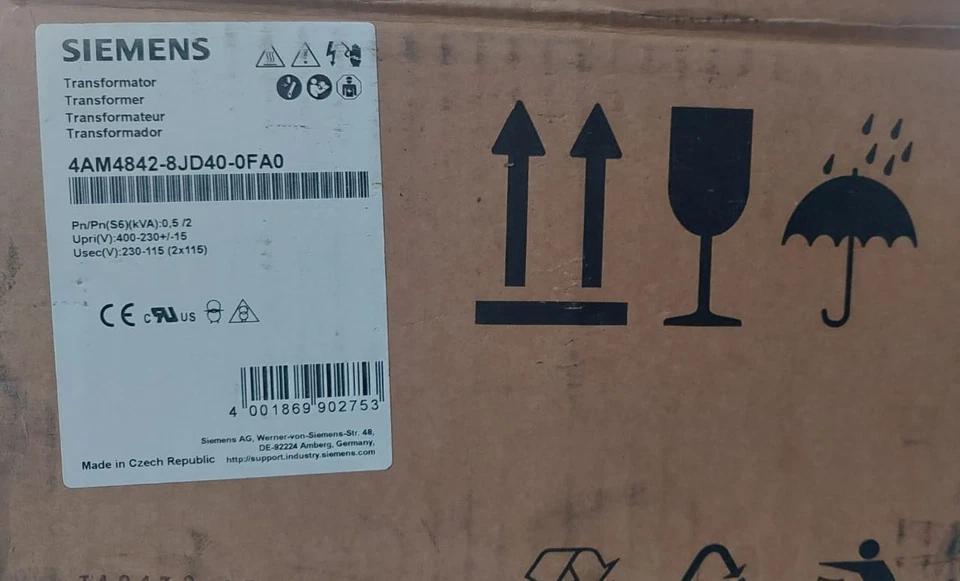 SIEMENS
Transformator
Transformer
Transformateur
Transformador
4AM4842-8JD40-0FA0
Pn/Pn(S6)(kVA):0,5 /2
Upri(V):400-230+/-15
Usec(V):230-115 (2x115)
CE c RU US
4 001869 902753
Siemens AG, Werner-von-Siemens-Str. 48,
DE-92224 Amberg, Germany,
Made in Czech Republic http://support.industry.siemens.com